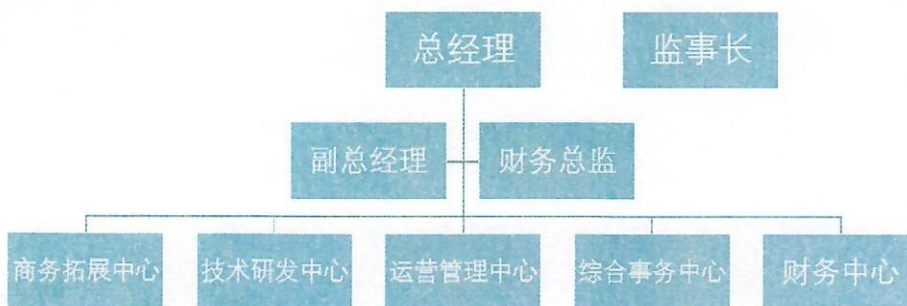 总经理
监事长
副总经理
财务总监
商务拓展中心
技术研发中心
运营管理中心
综合事务中心
财务中心